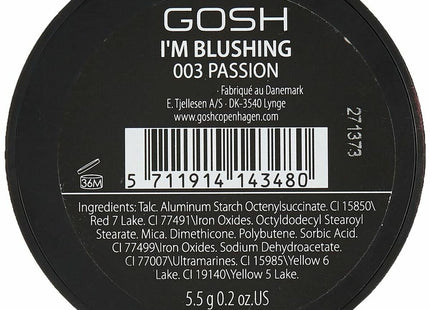 GOSH
I'M BLUSHING
003 PASSION
· Fabriqué au Danemark
E. Tjellesen A/S · DK-3540 Lynge
www.goshcopenhagen.com
271373
36M
5 711914 143480
Ingredients: Talc. Aluminum Starch Octenylsuccinate. CI 15850\
Red 7 Lake. CI 77491\Iron Oxides. Octyldodecyl Stearoyl
Stearate. Mica. Dimethicone. Polybutene. Sorbic Acid.
CI 77499\Iron Oxides. Sodium Dehydroacetate.
CI 77007\Ultramarines. CI 15985\Yellow 6
Lake. CI 19140\Yellow 5 Lake.
5.5 g 0.2 oz.US